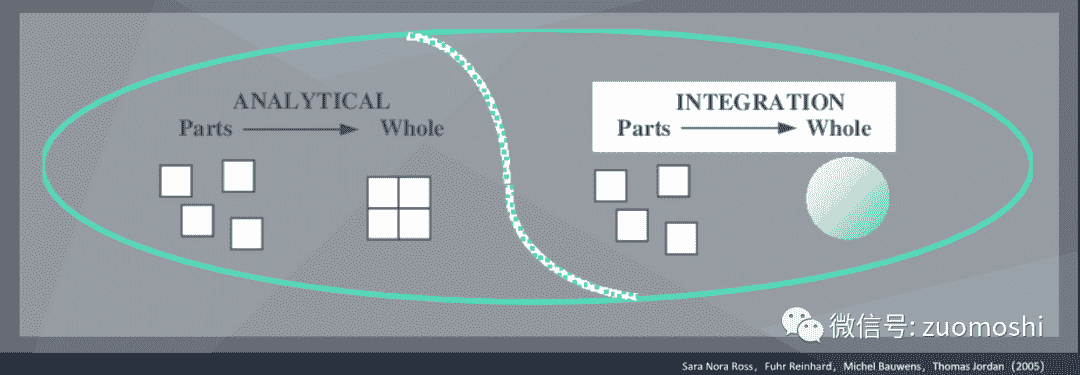 ANALYTICAL
Parts Whole
INTEGRATION
Parts Whole
微信号: zuomoshi
Sara Nora Ross, Fuhr Reinhard, Michel Bauwens, Thomas Jordan (2005)